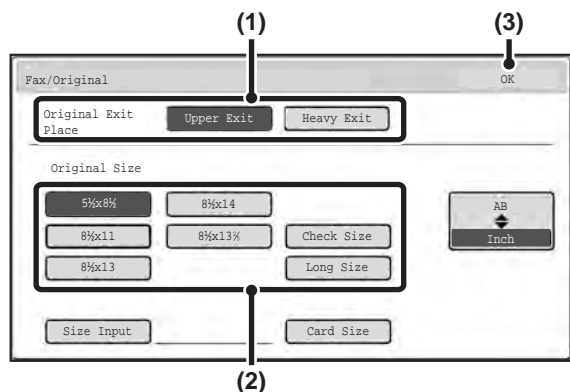 (1)
(3)
Fax/Original
OK
Original Exit
Place
Upper Exit
Heavy Exit
Original Size
5½x8½
8½x14
AB
8½x11
8½x13⅖
Check Size
Inch
8½x13
Long Size
Size Input
Card Size
(2)